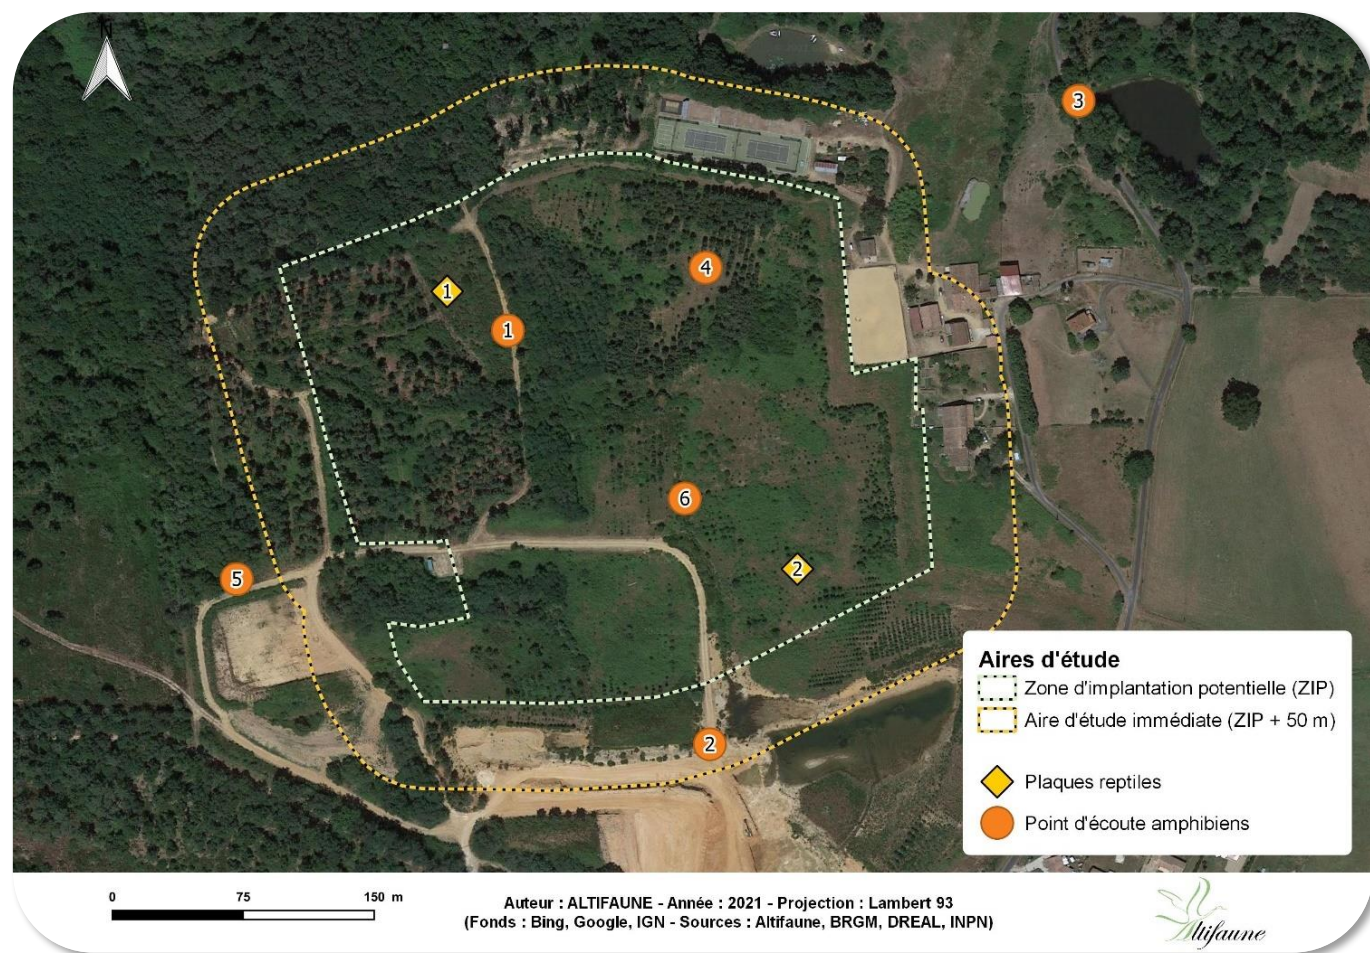 N
3
4
1
1
6
2
5
2
Aires d'étude
Zone d'implantation potentielle (ZIP)
Aire d'étude immédiate (ZIP + 50 m)
Plaques reptiles
Point d'écoute amphibiens
0 75 150 m
Auteur : ALTIFAUNE - Année : 2021 - Projection : Lambert 93
(Fonds : Bing, Google, IGN - Sources : Altifaune, BRGM, DREAL, INPN)
Altifaune